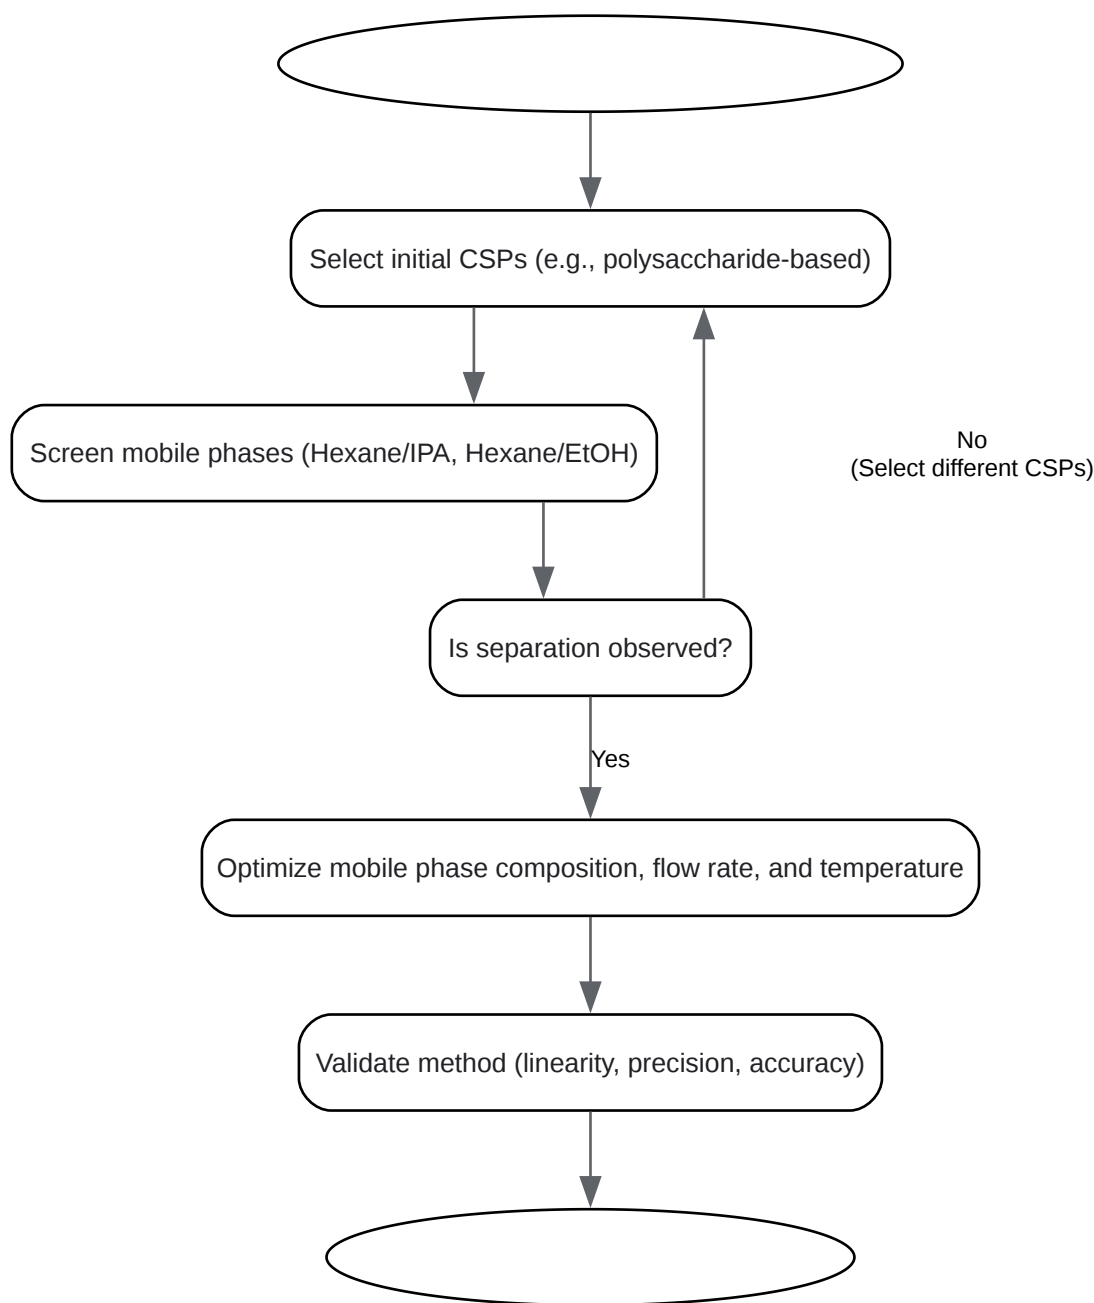 Select initial CSPs (e.g., polysaccharide-based)
Screen mobile phases (Hexane/IPA, Hexane/EtOH)
No
(Select different CSPs)
Is separation observed?
Yes
Optimize mobile phase composition, flow rate, and temperature
Validate method (linearity, precision, accuracy)